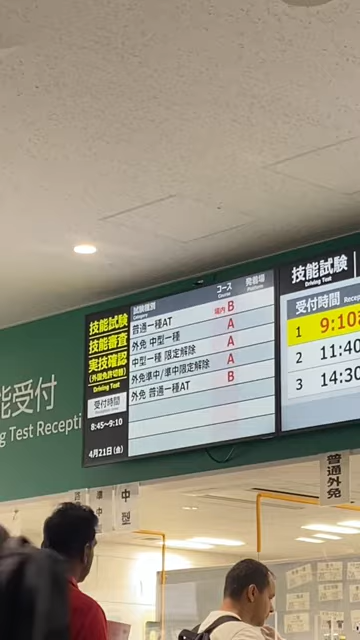 技能試験
技能審査
実技確認
(外国免許切替)
Driving Test
受付時間
8:45〜9:10
4月21日(金)
試験種別
Category
コース
Course
発着場
Platform
普通一種AT
場内 B
外免 中型一種
A
中型一種 限定解除
A
外免準中/準中限定解除
A
外免 普通一種AT
B
技能試験
Driving Test
受付時間
1 9:10
2 11:40
3 14:30
能受付
g Test Recepti
準中
中型
普通外免